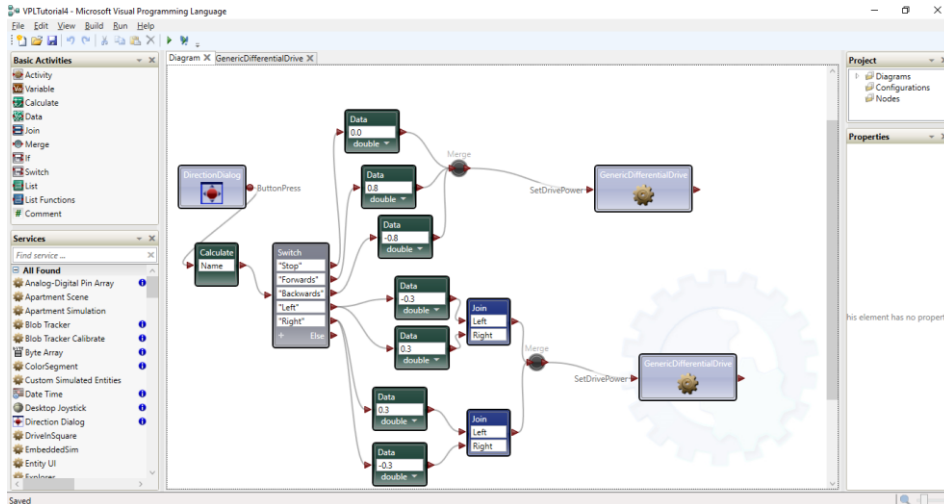 VPLTutorial4 - Microsoft Visual Programming Language
File Edit View Build Run Help
Basic Activities
Activity
Variable
Calculate
Data
Join
Merge
If
Switch
List
List Functions
Comment
Services
Find service ...
All Found
Analog-Digital Pin Array
Apartment Scene
Apartment Simulation
Blob Tracker
Blob Tracker Calibrate
Byte Array
ColorSegment
Custom Simulated Entities
Date Time
Desktop Joystick
Direction Dialog
DriveInSquare
EmbeddedSim
Entity UI
Explorer
Diagram
GenericDifferentialDrive
DirectionDialog
ButtonPress
Calculate
Name
Switch
"Stop"
"Forwards"
"Backwards"
"Left"
"Right"
Else
Data
0.0
double
Data
0.8
double
Data
-0.8
double
Merge
SetDrivePower
GenericDifferentialDrive
Data
-0.3
double
Data
0.3
double
Join
Left
Right
Data
0.3
double
Data
-0.3
double
Join
Left
Right
Merge
SetDrivePower
GenericDifferentialDrive
Project
Diagrams
Configurations
Nodes
Properties
his element has no propert
Saved